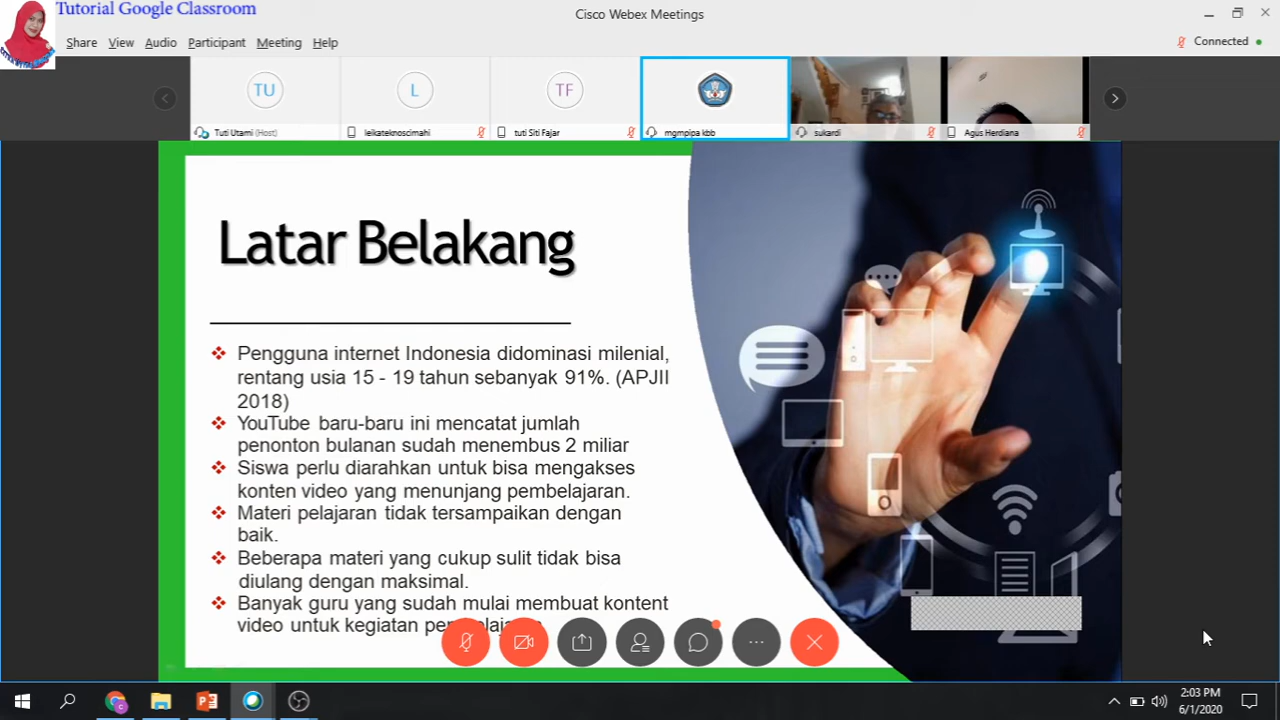 Tutorial Google Classroom
Cisco Webex Meetings
Share View Audio Participant Meeting Help
Connected
TU L TF
Tuti Utami (Host) leikateknoscimahi tuti Siti Fajar mgmpipa kbb sukardi Agus Herdiana
Latar Belakang
Pengguna internet Indonesia didominasi milenial,
rentang usia 15 - 19 tahun sebanyak 91%. (APJII
2018)
YouTube baru-baru ini mencatat jumlah
penonton bulanan sudah menembus 2 miliar
Siswa perlu diarahkan untuk bisa mengakses
konten video yang menunjang pembelajaran.
Materi pelajaran tidak tersampaikan dengan
baik.
Beberapa materi yang cukup sulit tidak bisa
diulang dengan maksimal.
Banyak guru yang sudah mulai membuat kontent
video untuk kegiatan
2:03 PM
6/1/2020